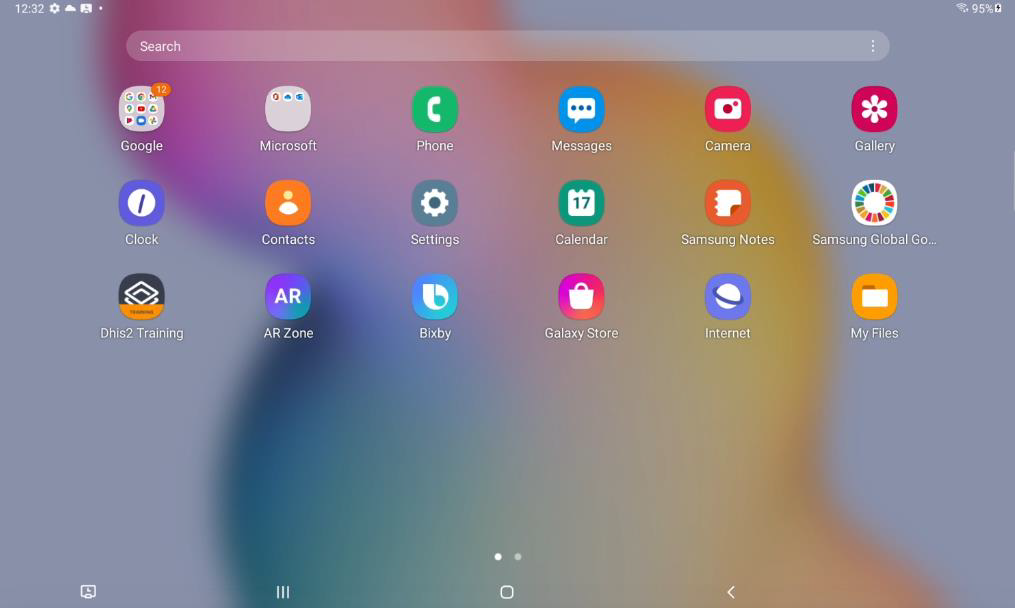 12:32
95%
Search
12
Google
Microsoft
Phone
Messages
Camera
Gallery
17
Clock
Contacts
Settings
Calendar
Samsung Notes
Samsung Global Go...
TRAINING
AR
Dhis2 Training
AR Zone
Bixby
Galaxy Store
Internet
My Files